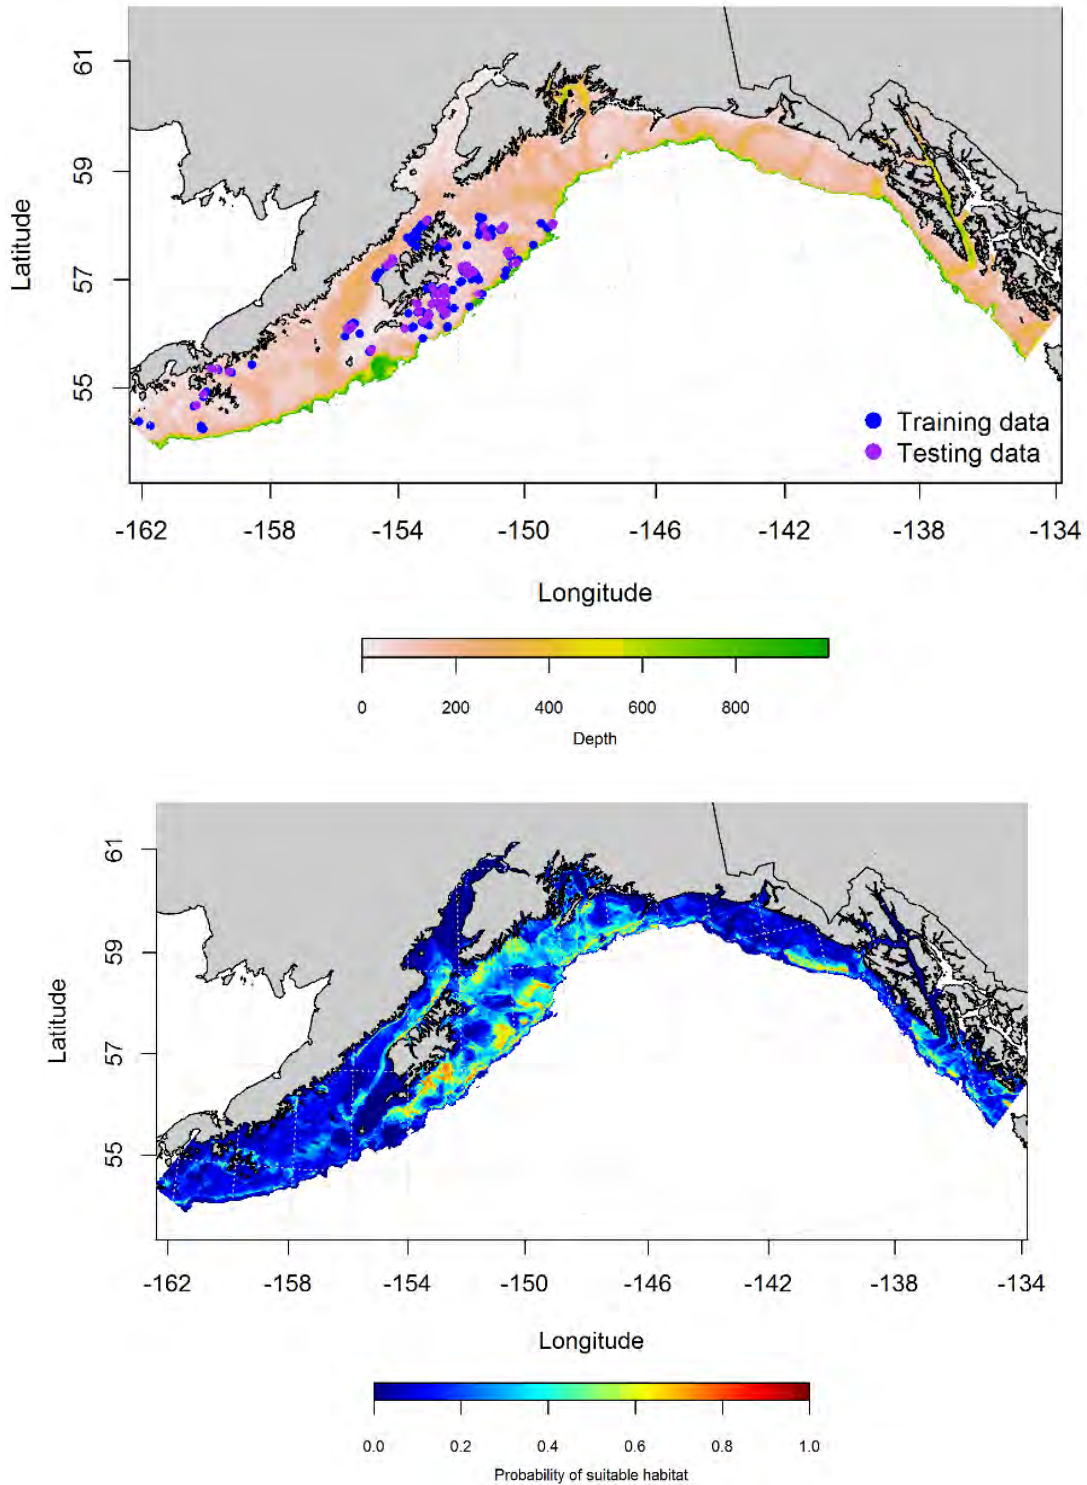 61
59
57
55
Latitude
Training data
Testing data
-162 -158 -154 -150 -146 -142 -138 -134
Longitude
0 200 400 600 800
Depth
61
59
57
55
Latitude
-162 -158 -154 -150 -146 -142 -138 -134
Longitude
0.0 0.2 0.4 0.6 0.8 1.0
Probability of suitable habitat